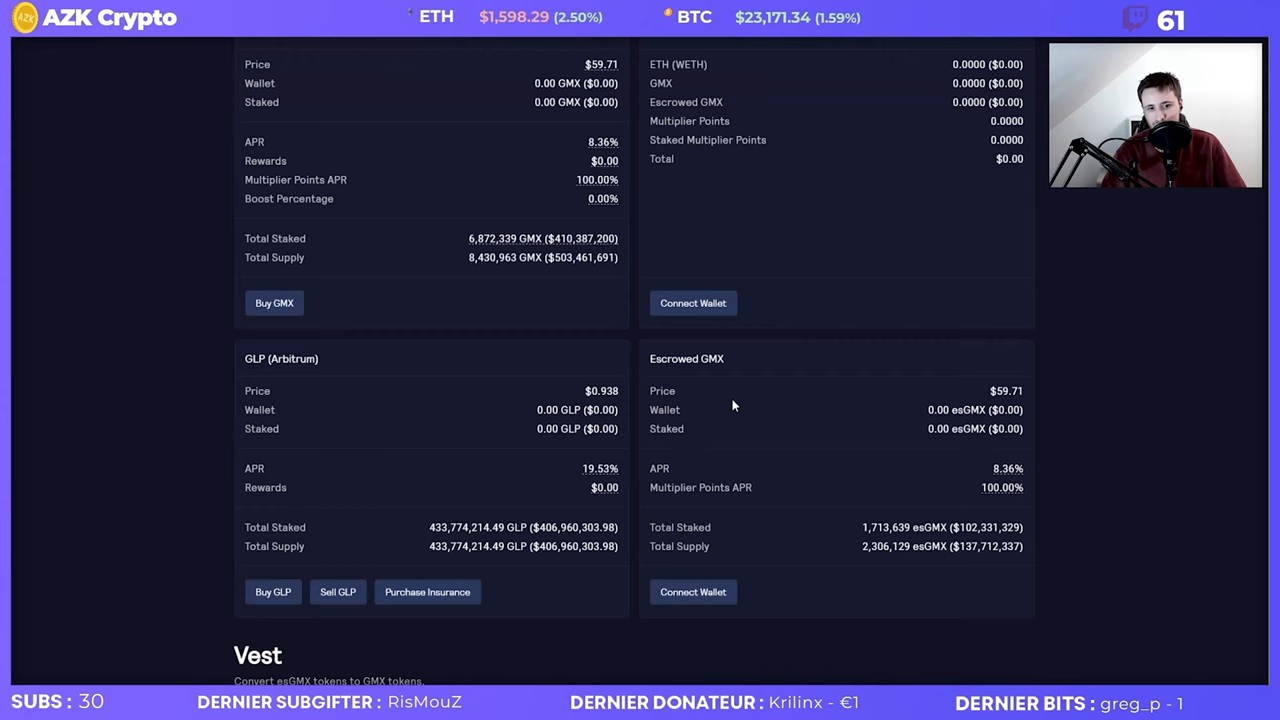 AZK Crypto
ETH $1,598.29 (2.50%)
BTC $23,171.34 (1.59%)
61
Price $59.71
Wallet 0.00 GMX ($0.00)
Staked 0.00 GMX ($0.00)
APR 8.36%
Rewards $0.00
Multiplier Points APR 100.00%
Boost Percentage 0.00%
Total Staked 6,872,339 GMX ($410,387,200)
Total Supply 8,430,963 GMX ($503,461,691)
Buy GMX
ETH (WETH) 0.0000 ($0.00)
GMX 0.0000 ($0.00)
Escrowed GMX 0.0000 ($0.00)
Multiplier Points 0.0000
Staked Multiplier Points 0.0000
Total $0.00
Connect Wallet
GLP (Arbitrum)
Price $0.938
Wallet 0.00 GLP ($0.00)
Staked 0.00 GLP ($0.00)
APR 19.53%
Rewards $0.00
Total Staked 433,774,214.49 GLP ($406,960,303.98)
Total Supply 433,774,214.49 GLP ($406,960,303.98)
Buy GLP Sell GLP Purchase Insurance
Escrowed GMX
Price $59.71
Wallet 0.00 esGMX ($0.00)
Staked 0.00 esGMX ($0.00)
APR 8.36%
Multiplier Points APR 100.00%
Total Staked 1,713,639 esGMX ($102,331,329)
Total Supply 2,306,129 esGMX ($137,712,337)
Connect Wallet
Vest
Convert esGMX tokens to GMX tokens.
SUBS : 30
DERNIER SUBGIFTER : RisMouZ
DERNIER DONATEUR : Krilinx - €1
DERNIER BITS : greg_p - 1